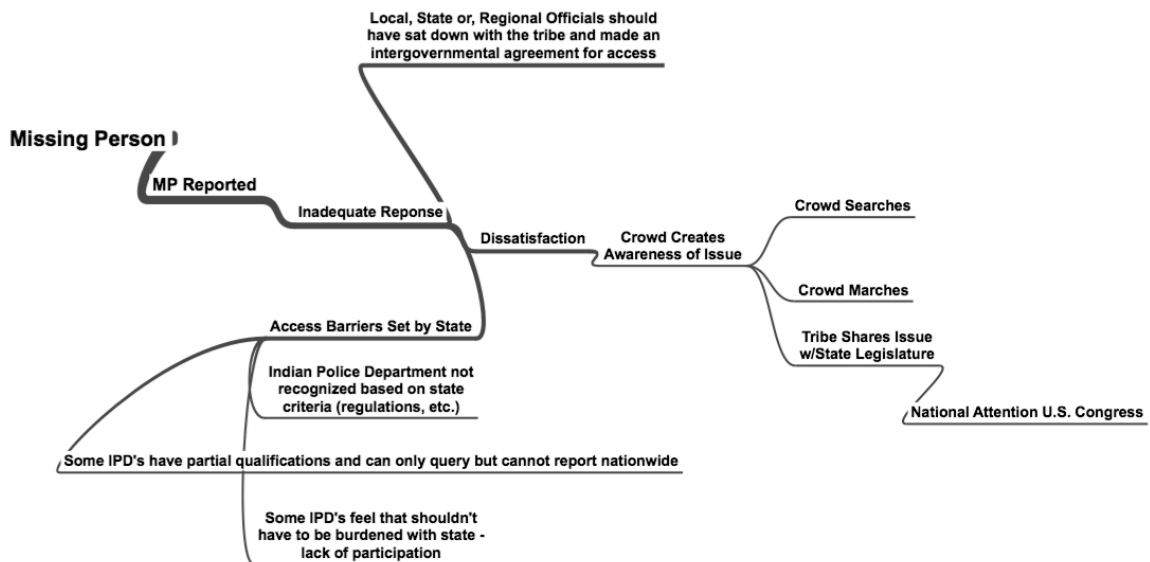 Local, State or, Regional Officials should
have sat down with the tribe and made an
intergovernmental agreement for access
Missing Person
MP Reported
Inadequate Reponse
Dissatisfaction
Crowd Creates
Awareness of Issue
Crowd Searches
Crowd Marches
Tribe Shares Issue
w/State Legislature
National Attention U.S. Congress
Access Barriers Set by State
Indian Police Department not
recognized based on state
criteria (regulations, etc.)
Some IPD's have partial qualifications and can only query but cannot report nationwide
Some IPD's feel that shouldn't
have to be burdened with state -
lack of participation